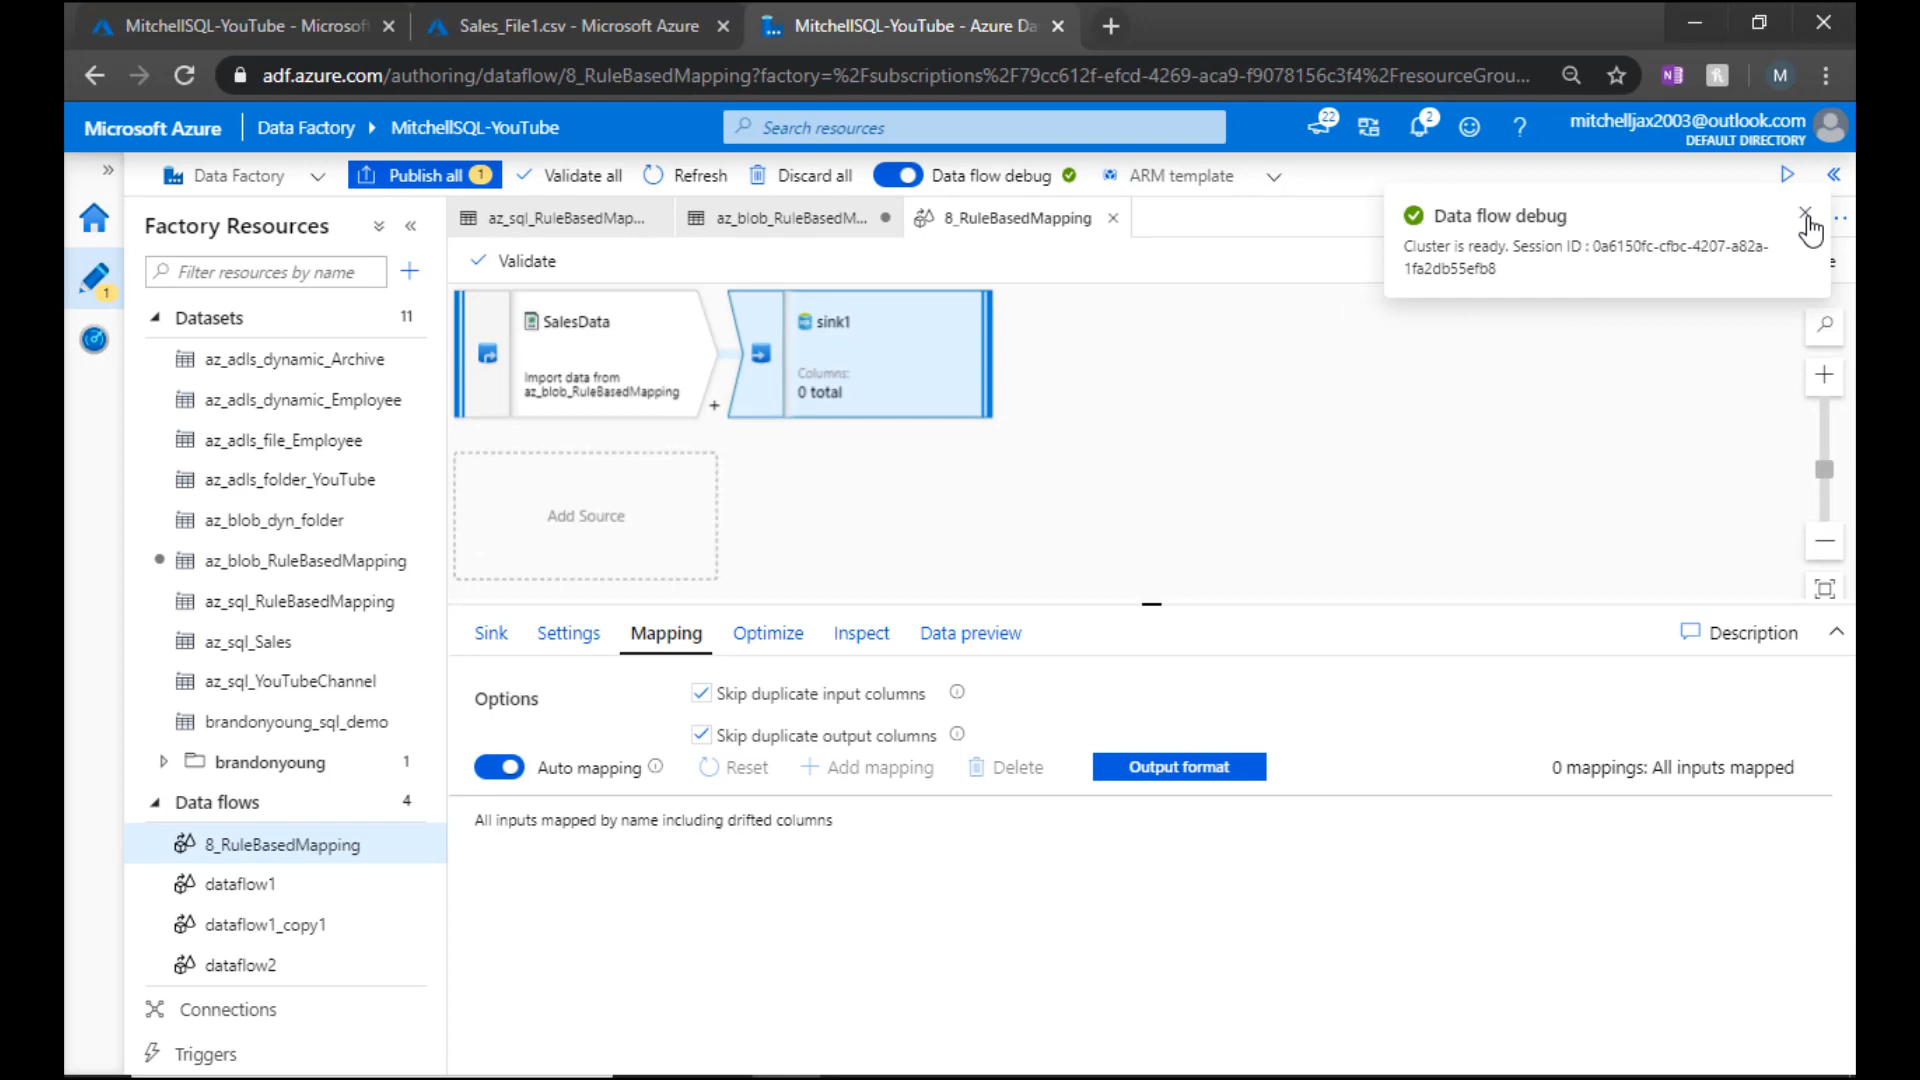 MitchellSQL-YouTube - Microsof
Sales_File1.csv - Microsoft Azure
MitchellSQL-YouTube - Azure Da
adf.azure.com/authoring/dataflow/8_RuleBasedMapping?factory=%2Fsubscriptions%2F79cc612f-efcd-4269-aca9-f9078156c3f4%2FresourceGrou...
M
Microsoft Azure
Data Factory
MitchellSQL-YouTube
Search resources
22
2
mitchelljax2003@outlook.com
DEFAULT DIRECTORY
Data Factory
Publish all
1
Validate all
Refresh
Discard all
Data flow debug
ARM template
Factory Resources
az_sql_RuleBasedMap...
az_blob_RuleBasedM...
8_RuleBasedMapping
Data flow debug
Cluster is ready. Session ID : 0a6150fc-cfbc-4207-a82a-
1fa2db55efb8
Validate
Filter resources by name
1
Datasets 11
az_adls_dynamic_Archive
az_adls_dynamic_Employee
az_adls_file_Employee
az_adls_folder_YouTube
az_blob_dyn_folder
az_blob_RuleBasedMapping
az_sql_RuleBasedMapping
az_sql_Sales
az_sql_YouTubeChannel
brandonyoung_sql_demo
brandonyoung 1
Data flows 4
8_RuleBasedMapping
dataflow1
dataflow1_copy1
dataflow2
Connections
Triggers
SalesData
Import data from
az_blob_RuleBasedMapping
sink1
Columns:
0 total
Add Source
Sink
Settings
Mapping
Optimize
Inspect
Data preview
Description
Options
Skip duplicate input columns
Skip duplicate output columns
Auto mapping
Reset
Add mapping
Delete
Output format
0 mappings: All inputs mapped
All inputs mapped by name including drifted columns